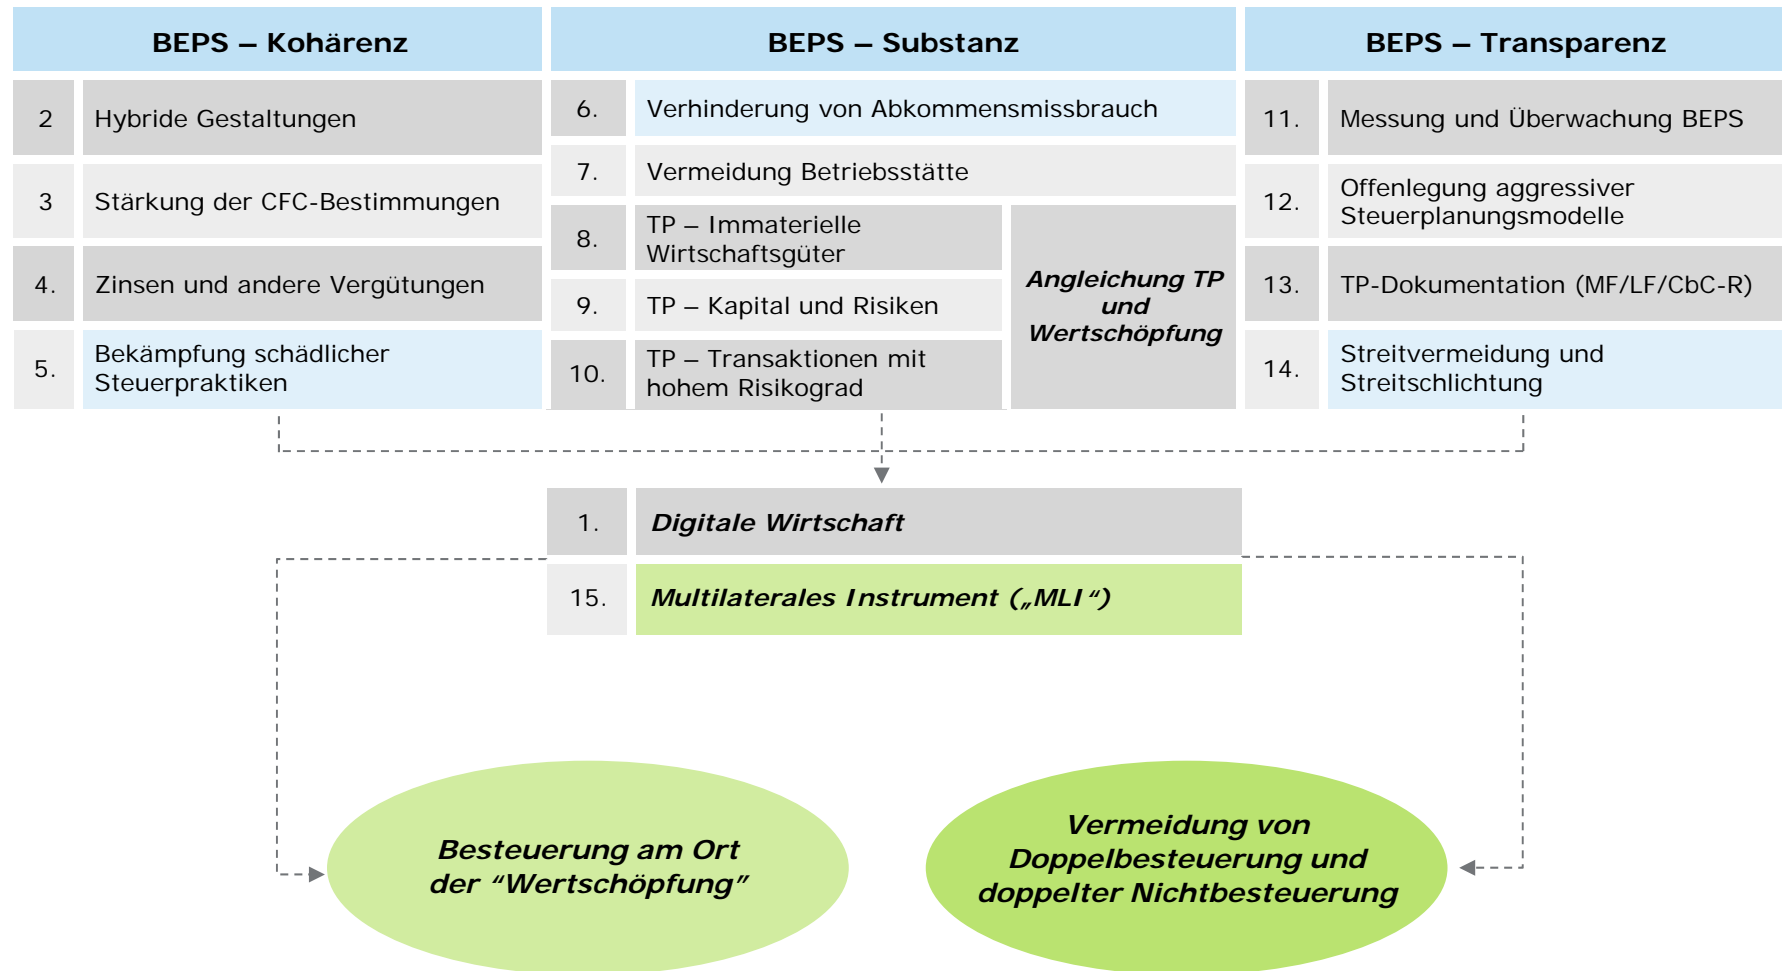 BEPS – Kohärenz
2
Hybride Gestaltungen
3
Stärkung der CFC-Bestimmungen
4.
Zinsen und andere Vergütungen
5.
Bekämpfung schädlicher
Steuerpraktiken
BEPS – Substanz
6.
Verhinderung von Abkommensmissbrauch
7.
Vermeidung Betriebsstätte
8.
TP – Immaterielle
Wirtschaftsgüter
9.
TP – Kapital und Risiken
10.
TP – Transaktionen mit
hohem Risikograd
Angleichung TP
und
Wertschöpfung
BEPS – Transparenz
11.
Messung und Überwachung BEPS
12.
Offenlegung aggressiver
Steuerplanungsmodelle
13.
TP-Dokumentation (MF/LF/CbC-R)
14.
Streitvermeidung und
Streitschlichtung
1.
Digitale Wirtschaft
15.
Multilaterales Instrument („MLI“)
Besteuerung am Ort
der “Wertschöpfung”
Vermeidung von
Doppelbesteuerung und
doppelter Nichtbesteuerung